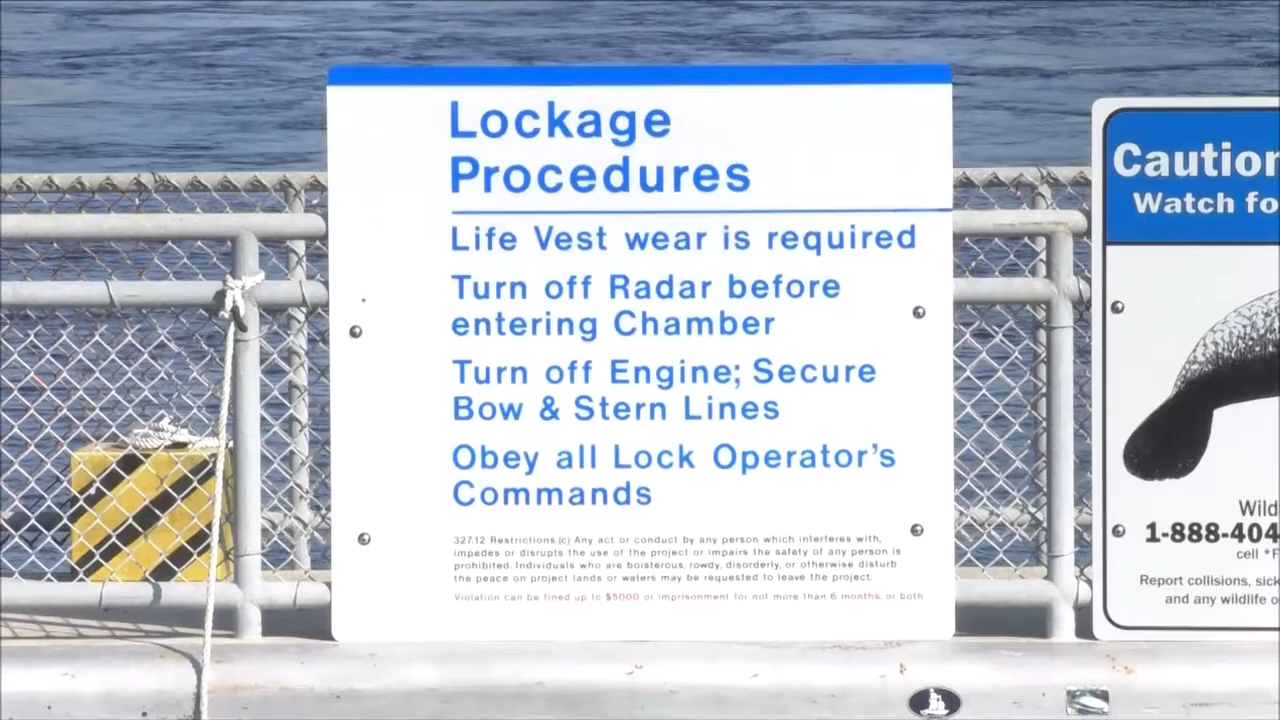 Lockage
Procedures
Life Vest wear is required
Turn off Radar before
entering Chamber
Turn off Engine; Secure
Bow & Stern Lines
Obey all Lock Operator's
Commands
327.12 Restrictions.(c) Any act or conduct by any person which interferes with,
impedes or disrupts the use of the project or impairs the safety of any person is
prohibited. Individuals who are boisterous, rowdy, disorderly, or otherwise disturb
the peace on project lands or waters may be requested to leave the project.
Violation can be fined up to $5000 or imprisonment for not more than 6 months, or both
Caution
Watch fo
Wild
1-888-404
cell *F
Report collisions, sick
and any wildlife o